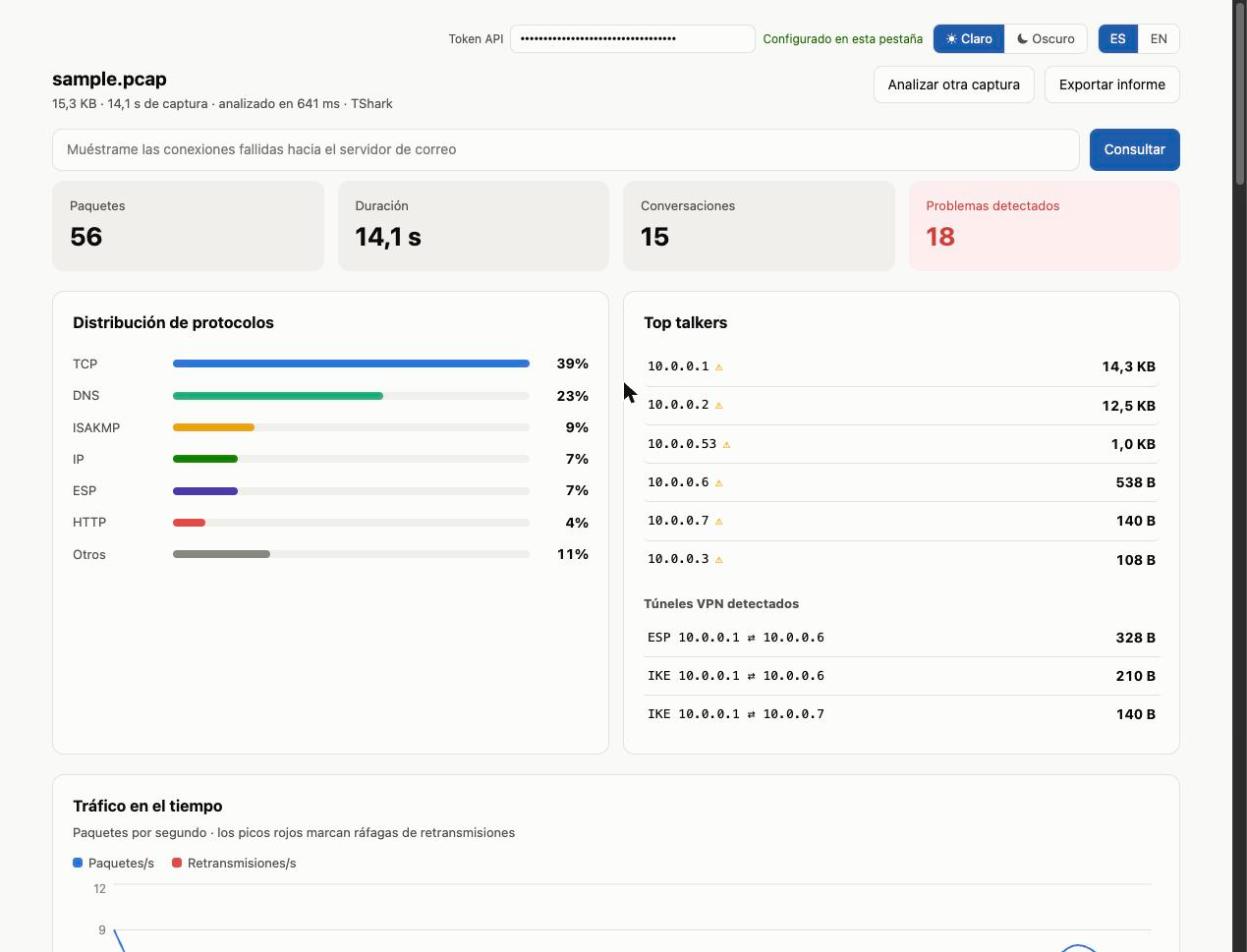 Token API •••••••••••••••••••••••••••••••••• Configurado en esta pestaña ☀ Claro Oscuro ES EN
sample.pcap
15,3 KB · 14,1 s de captura · analizado en 641 ms · TShark
Analizar otra captura Exportar informe
Muéstrame las conexiones fallidas hacia el servidor de correo Consultar
Paquetes
56
Duración
14,1 s
Conversaciones
15
Problemas detectados
18
Distribución de protocolos
TCP 39%
DNS 23%
ISAKMP 9%
IP 7%
ESP 7%
HTTP 4%
Otros 11%
Top talkers
10.0.0.1 ⚠ 14,3 KB
10.0.0.2 ⚠ 12,5 KB
10.0.0.53 ⚠ 1,0 KB
10.0.0.6 ⚠ 538 B
10.0.0.7 ⚠ 140 B
10.0.0.3 ⚠ 108 B
Túneles VPN detectados
ESP 10.0.0.1 ⇄ 10.0.0.6 328 B
IKE 10.0.0.1 ⇄ 10.0.0.6 210 B
IKE 10.0.0.1 ⇄ 10.0.0.7 140 B
Tráfico en el tiempo
Paquetes por segundo · los picos rojos marcan ráfagas de retransmisiones
Paquetes/s Retransmisiones/s
12
9